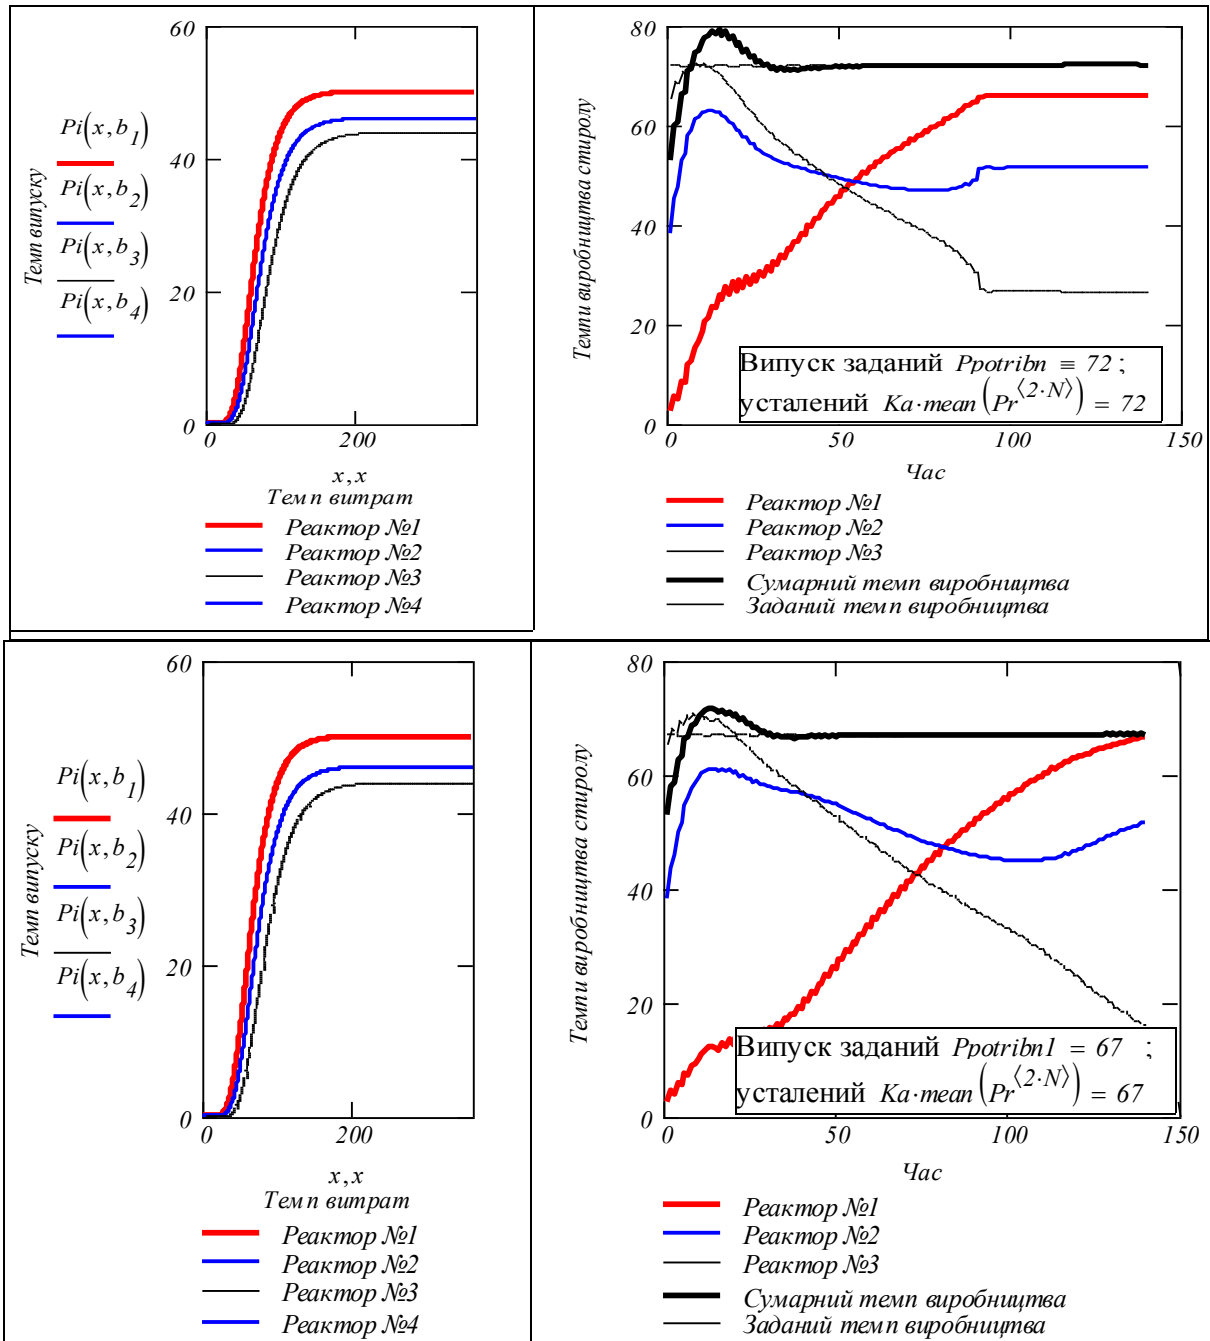 60
40
20
0
0
200
Темп випуску
Pi(x,b1)
Pi(x,b2)
Pi(x,b3)
Pi(x,b4)
x,x
Темп витрат
Реактор №1
Реактор №2
Реактор №3
Реактор №4
80
60
40
20
0
0
50
100
150
Темпи виробництва стиролу
Випуск заданий Ppotribn ≡ 72 ;
усталений Ka·mean(Pr⟨2·N⟩) = 72
Час
Реактор №1
Реактор №2
Реактор №3
Сумарний темп виробництва
Заданий темп виробництва
60
40
20
0
0
200
Темп випуску
Pi(x,b1)
Pi(x,b2)
Pi(x,b3)
Pi(x,b4)
x,x
Темп витрат
Реактор №1
Реактор №2
Реактор №3
Реактор №4
80
60
40
20
0
0
50
100
150
Темпи виробництва стиролу
Випуск заданий Ppotribn1 = 67 ;
усталений Ka·mean(Pr⟨2·N⟩) = 67
Час
Реактор №1
Реактор №2
Реактор №3
Сумарний темп виробництва
Заданий темп виробництва